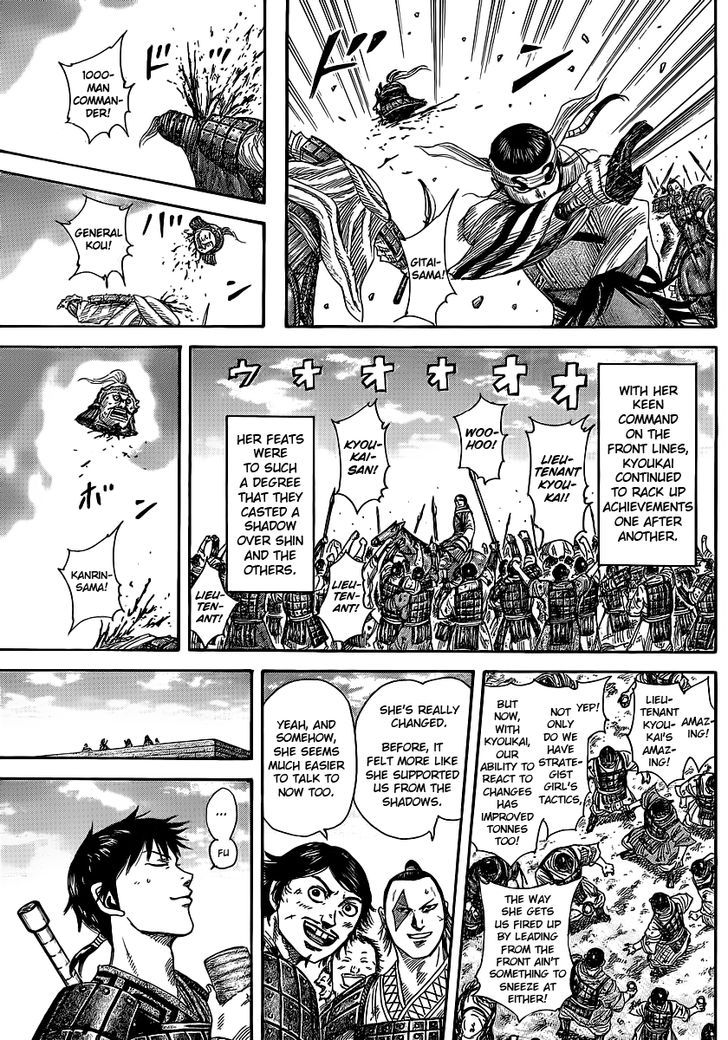 ドッ
GITAI-
SAMA!
ドッ
1000-
MAN
COMMAN-
DER!
バッ
GENERAL
KOU!
ウォオオオオ
WITH HER
KEEN
COMMAND
ON THE
FRONT LINES,
KYOUKAI
CONTINUED
TO RACK UP
ACHIEVEMENTS
ONE AFTER
ANOTHER.
LIEU-
TENANT
KYOU-
KAI!
WOO-
HOO!
KYOU-
KAI-
SAN!
LIEU-
TEN-
ANT!
HER FEATS
WERE
TO SUCH
A DEGREE
THAT THEY
CASTED A
SHADOW
OVER SHIN
AND THE
OTHERS.
LIEU-
TEN-
ANT!
ボン
KANRIN-
SAMA!
AMAZ-
ING!
LIEU-
TENANT
KYOU-
KAI'S
AMAZ-
ING!
YEP!
NOT
ONLY DO
WE HAVE
STRATE-
GIST
GIRL'S
TACTICS,
BUT
NOW,
WITH
KYOUKAI,
OUR
ABILITY
TO REACT
TO
CHANGES
HAS
IMPROVED
TONNES
TOO!
THE WAY
SHE GETS
US FIRED UP
BY LEADING
FROM THE
FRONT AIN'T
SOMETHING
TO
SNEEZE AT
EITHER!
SHE'S REALLY
CHANGED.
BEFORE, IT
FELT MORE LIKE
SHE SUPPORTED
US FROM THE
SHADOWS.
YEAH, AND
SOMEHOW,
SHE SEEMS
MUCH EASIER
TO TALK TO
NOW TOO.
...
FU